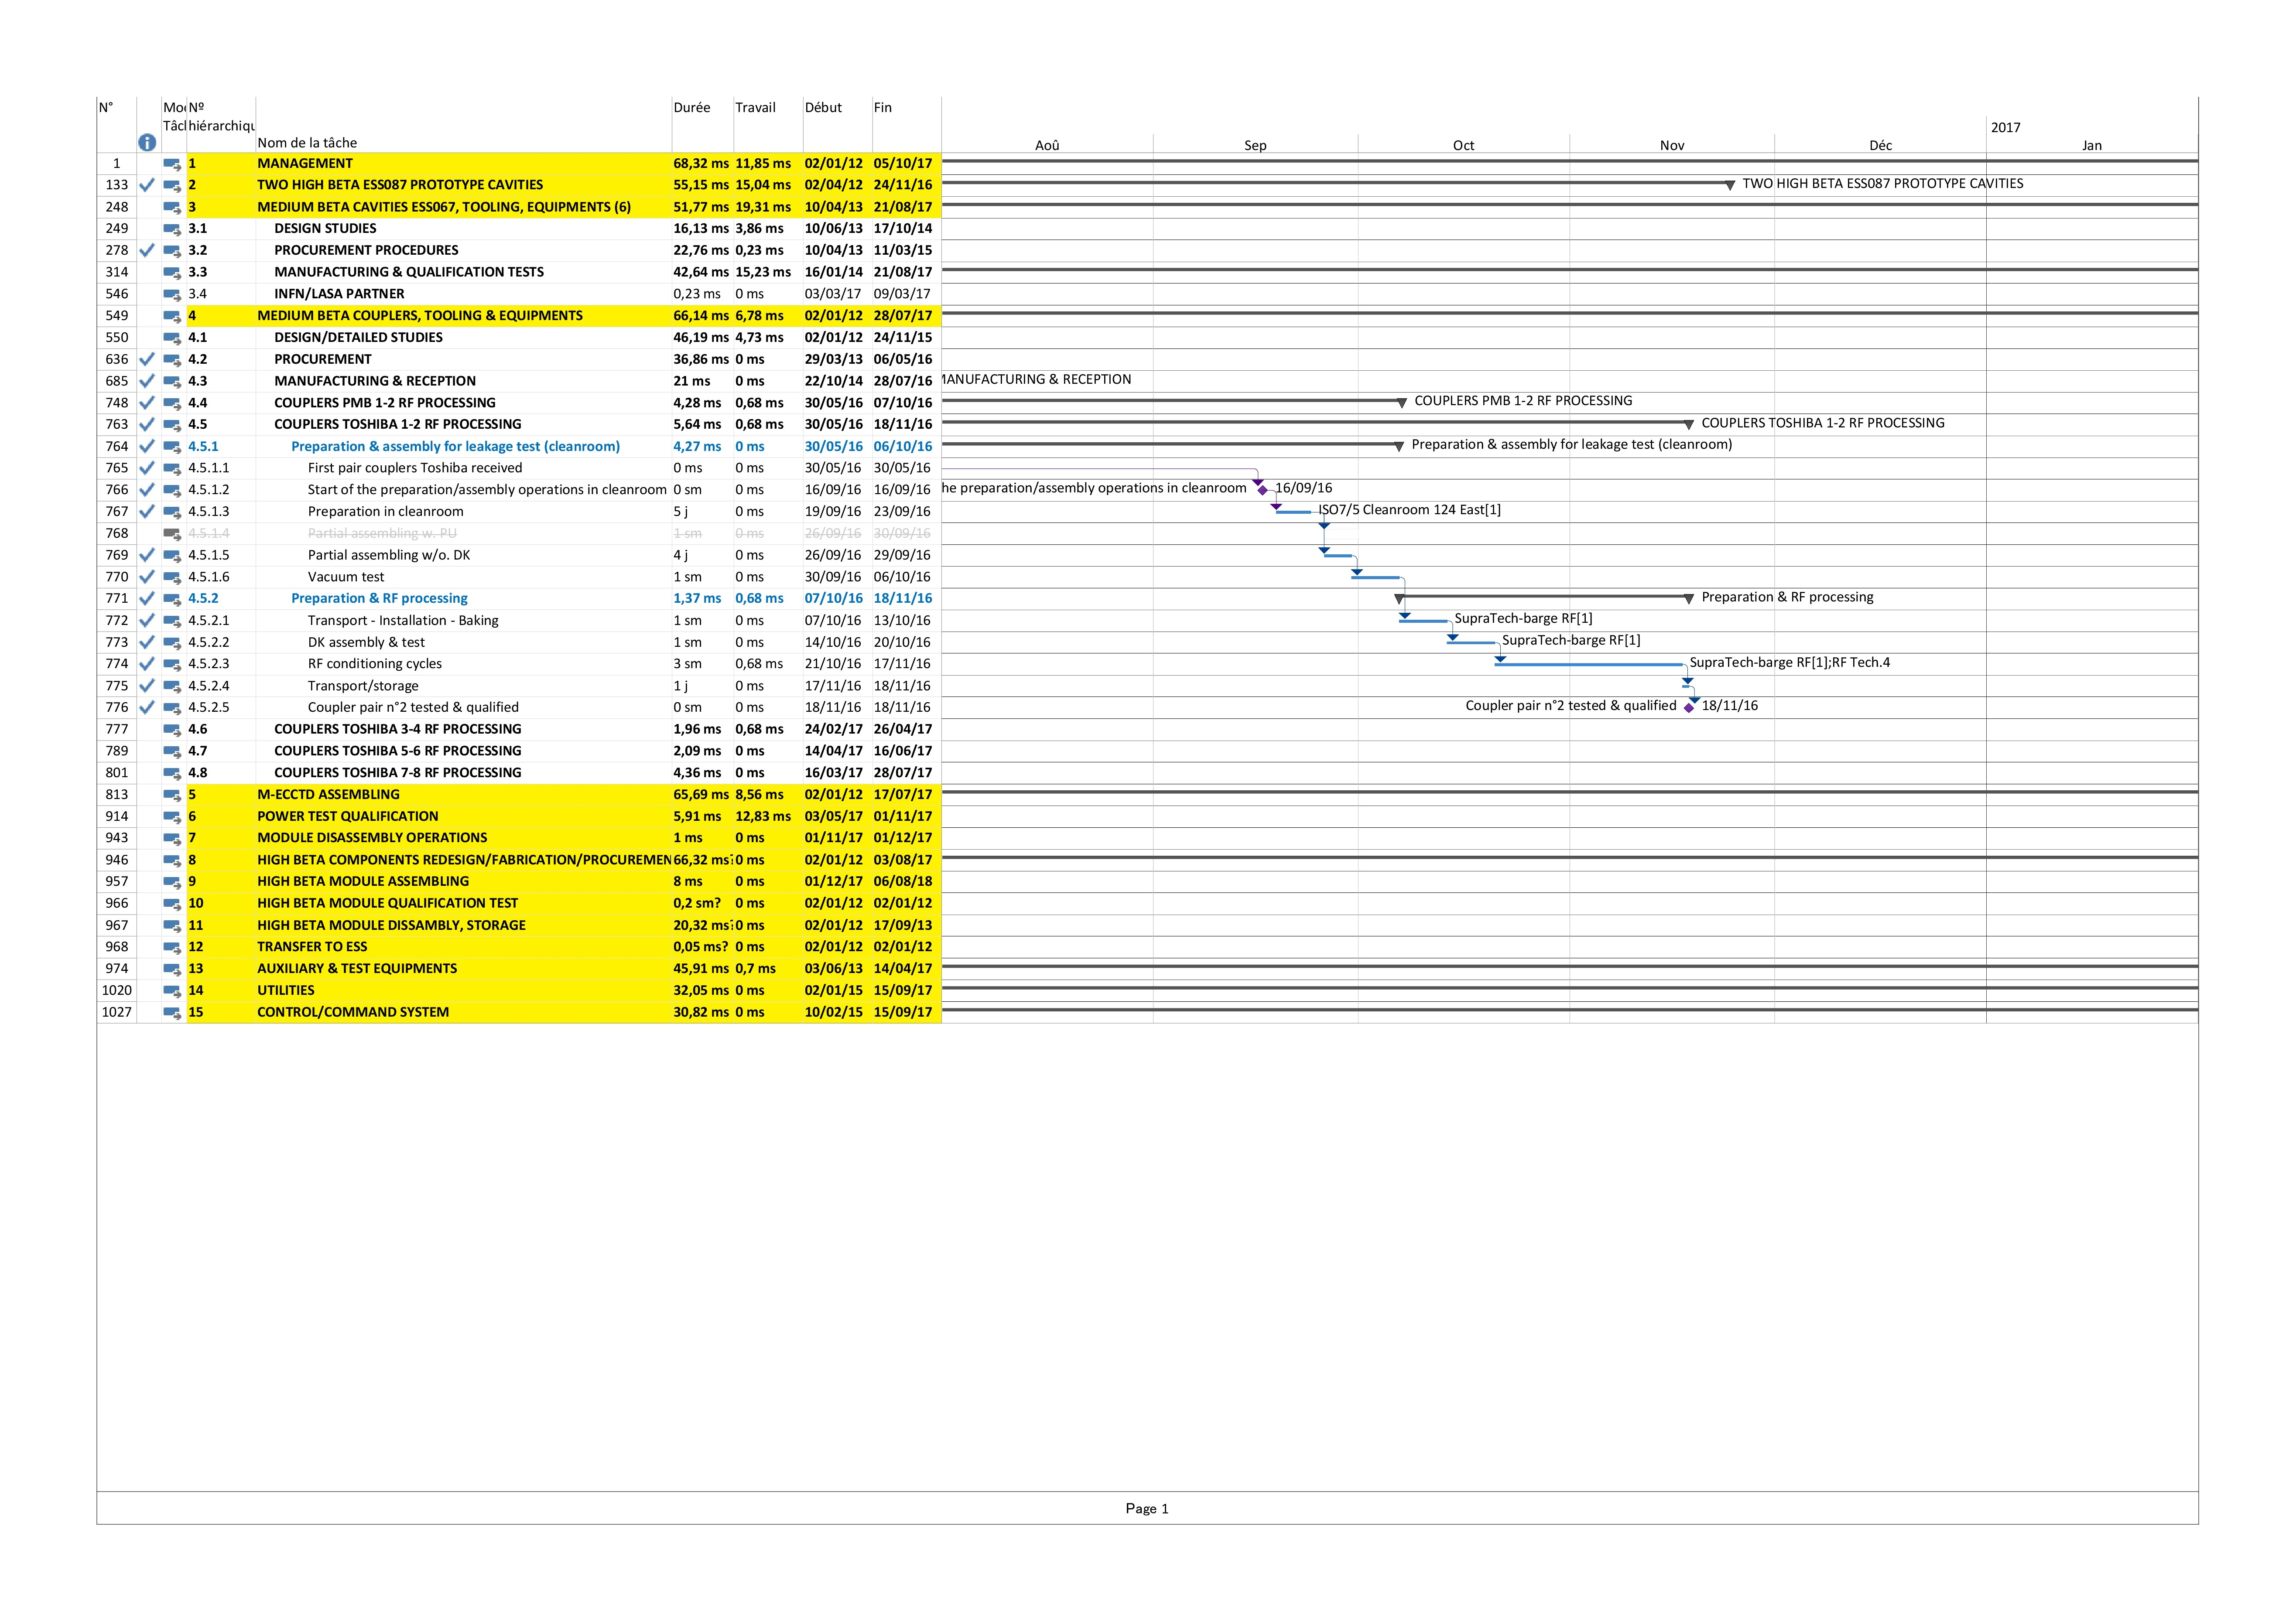 N° Mod Nº Durée Travail Début Fin
Tâch hiérarchiqu 2017
Nom de la tâche Aoû Sep Oct Nov Déc Jan
1 1 MANAGEMENT 68,32 ms 11,85 ms 02/01/12 05/10/17
133 2 TWO HIGH BETA ESS087 PROTOTYPE CAVITIES 55,15 ms 15,04 ms 02/04/12 24/11/16 TWO HIGH BETA ESS087 PROTOTYPE CAVITIES
248 3 MEDIUM BETA CAVITIES ESS067, TOOLING, EQUIPMENTS (6) 51,77 ms 19,31 ms 10/04/13 21/08/17
249 3.1 DESIGN STUDIES 16,13 ms 3,86 ms 10/06/13 17/10/14
278 3.2 PROCUREMENT PROCEDURES 22,76 ms 0,23 ms 10/04/13 11/03/15
314 3.3 MANUFACTURING & QUALIFICATION TESTS 42,64 ms 15,23 ms 16/01/14 21/08/17
546 3.4 INFN/LASA PARTNER 0,23 ms 0 ms 03/03/17 09/03/17
549 4 MEDIUM BETA COUPLERS, TOOLING & EQUIPMENTS 66,14 ms 6,78 ms 02/01/12 28/07/17
550 4.1 DESIGN/DETAILED STUDIES 46,19 ms 4,73 ms 02/01/12 24/11/15
636 4.2 PROCUREMENT 36,86 ms 0 ms 29/03/13 06/05/16
685 4.3 MANUFACTURING & RECEPTION 21 ms 0 ms 22/10/14 28/07/16 MANUFACTURING & RECEPTION
748 4.4 COUPLERS PMB 1-2 RF PROCESSING 4,28 ms 0,68 ms 30/05/16 07/10/16 COUPLERS PMB 1-2 RF PROCESSING
763 4.5 COUPLERS TOSHIBA 1-2 RF PROCESSING 5,64 ms 0,68 ms 30/05/16 18/11/16 COUPLERS TOSHIBA 1-2 RF PROCESSING
764 4.5.1 Preparation & assembly for leakage test (cleanroom) 4,27 ms 0 ms 30/05/16 06/10/16 Preparation & assembly for leakage test (cleanroom)
765 4.5.1.1 First pair couplers Toshiba received 0 ms 0 ms 30/05/16 30/05/16
766 4.5.1.2 Start of the preparation/assembly operations in cleanroom 0 sm 0 ms 16/09/16 16/09/16 he preparation/assembly operations in cleanroom 16/09/16
767 4.5.1.3 Preparation in cleanroom 5 j 0 ms 19/09/16 23/09/16 ISO7/5 Cleanroom 124 East[1]
768 4.5.1.4 Partial assembling w. PU 1 sm 0 ms 26/09/16 30/09/16
769 4.5.1.5 Partial assembling w/o. DK 4 j 0 ms 26/09/16 29/09/16
770 4.5.1.6 Vacuum test 1 sm 0 ms 30/09/16 06/10/16
771 4.5.2 Preparation & RF processing 1,37 ms 0,68 ms 07/10/16 18/11/16 Preparation & RF processing
772 4.5.2.1 Transport - Installation - Baking 1 sm 0 ms 07/10/16 13/10/16 SupraTech-barge RF[1]
773 4.5.2.2 DK assembly & test 1 sm 0 ms 14/10/16 20/10/16 SupraTech-barge RF[1]
774 4.5.2.3 RF conditioning cycles 3 sm 0,68 ms 21/10/16 17/11/16 SupraTech-barge RF[1];RF Tech.4
775 4.5.2.4 Transport/storage 1 j 0 ms 17/11/16 18/11/16
776 4.5.2.5 Coupler pair n°2 tested & qualified 0 sm 0 ms 18/11/16 18/11/16 Coupler pair n°2 tested & qualified 18/11/16
777 4.6 COUPLERS TOSHIBA 3-4 RF PROCESSING 1,96 ms 0,68 ms 24/02/17 26/04/17
789 4.7 COUPLERS TOSHIBA 5-6 RF PROCESSING 2,09 ms 0 ms 14/04/17 16/06/17
801 4.8 COUPLERS TOSHIBA 7-8 RF PROCESSING 4,36 ms 0 ms 16/03/17 28/07/17
813 5 M-ECCTD ASSEMBLING 65,69 ms 8,56 ms 02/01/12 17/07/17
914 6 POWER TEST QUALIFICATION 5,91 ms 12,83 ms 03/05/17 01/11/17
943 7 MODULE DISASSEMBLY OPERATIONS 1 ms 0 ms 01/11/17 01/12/17
946 8 HIGH BETA COMPONENTS REDESIGN/FABRICATION/PROCUREMEN 66,32 ms? 0 ms 02/01/12 03/08/17
957 9 HIGH BETA MODULE ASSEMBLING 8 ms 0 ms 01/12/17 06/08/18
966 10 HIGH BETA MODULE QUALIFICATION TEST 0,2 sm? 0 ms 02/01/12 02/01/12
967 11 HIGH BETA MODULE DISSAMBLY, STORAGE 20,32 ms? 0 ms 02/01/12 17/09/13
968 12 TRANSFER TO ESS 0,05 ms? 0 ms 02/01/12 02/01/12
974 13 AUXILIARY & TEST EQUIPMENTS 45,91 ms 0,7 ms 03/06/13 14/04/17
1020 14 UTILITIES 32,05 ms 0 ms 02/01/15 15/09/17
1027 15 CONTROL/COMMAND SYSTEM 30,82 ms 0 ms 10/02/15 15/09/17
Page 1